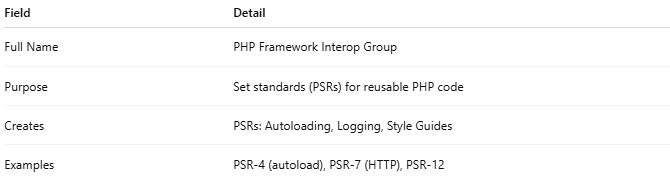 Field Detail
Full Name PHP Framework Interop Group
Purpose Set standards (PSRs) for reusable PHP code
Creates PSRs: Autoloading, Logging, Style Guides
Examples PSR-4 (autoload), PSR-7 (HTTP), PSR-12